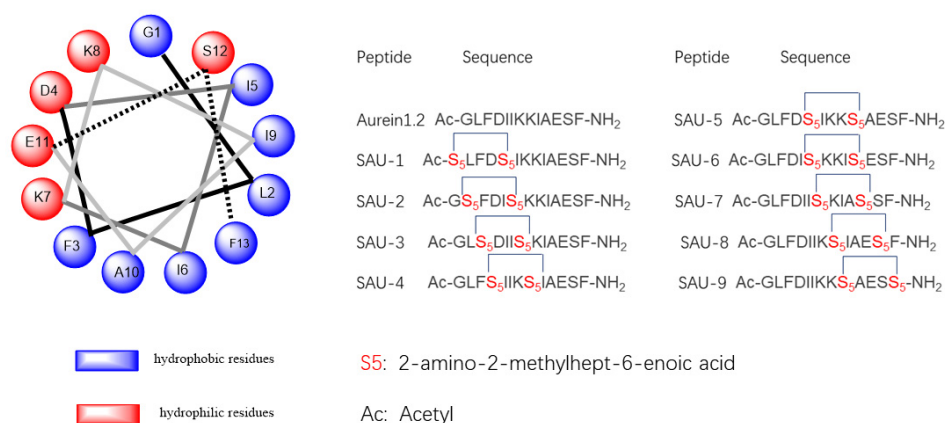 G1
K8
S12
D4
I5
E11
I9
K7
L2
F3
F13
A10
I6
hydrophobic residues
hydrophilic residues
Peptide Sequence
Aurein1.2 Ac-GLFDIIKKIAESF-NH₂
SAU-1 Ac-S₅LFDS₅IKKIAESF-NH₂
SAU-2 Ac-GS₅FDIS₅KKIAESF-NH₂
SAU-3 Ac-GLS₅DIIS₅KIAESF-NH₂
SAU-4 Ac-GLFS₅IIKS₅IAESF-NH₂
Peptide Sequence
SAU-5 Ac-GLFDS₅IKKS₅AESF-NH₂
SAU-6 Ac-GLFDIS₅KKIS₅ESF-NH₂
SAU-7 Ac-GLFDIIS₅KIAS₅SF-NH₂
SAU-8 Ac-GLFDIIKS₅IAES₅F-NH₂
SAU-9 Ac-GLFDIIKKS₅AESS₅-NH₂
S5: 2-amino-2-methylhept-6-enoic acid
Ac: Acetyl